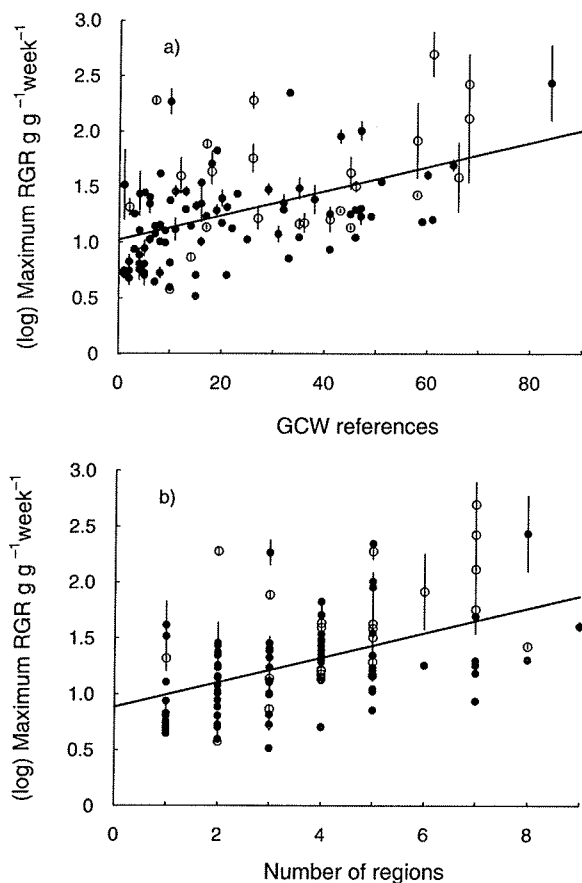 a)
(log) Maximum RGR g g⁻¹week⁻¹
3.0
2.5
2.0
1.5
1.0
0.5
0
0 20 40 60 80
GCW references
b)
(log) Maximum RGR g g⁻¹week⁻¹
3.0
2.5
2.0
1.5
1.0
0.5
0
0 2 4 6 8
Number of regions